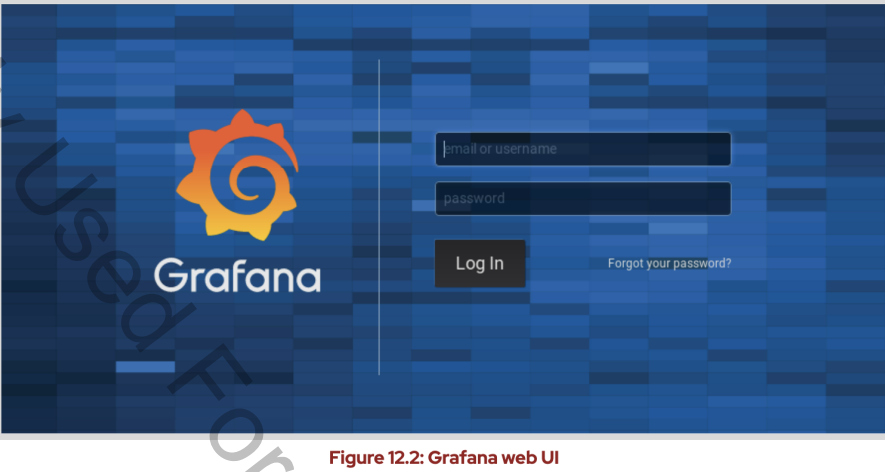 email or username
password
Grafana
Log In
Forgot your password?
Used For
Figure 12.2: Grafana web UI